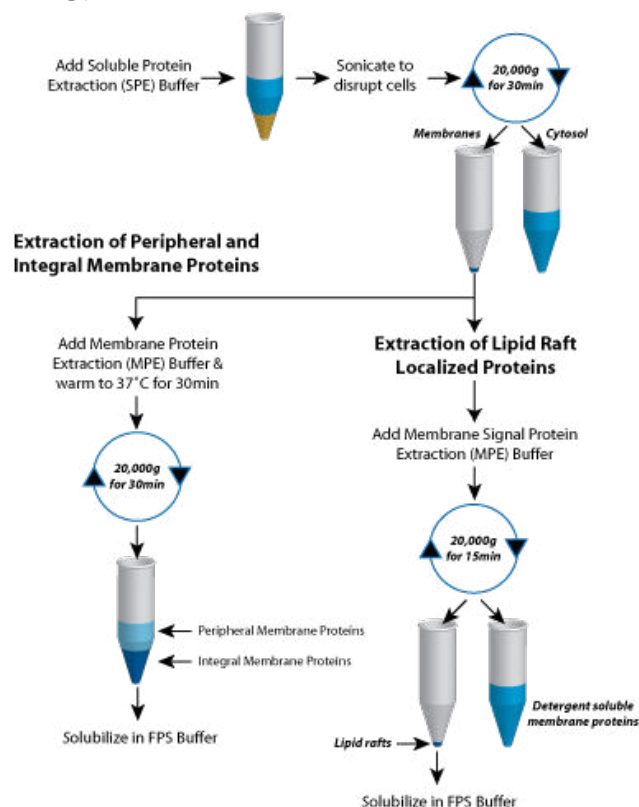 Add Soluble Protein
Extraction (SPE) Buffer
Sonicate to
disrupt cells
20,000g
for 30min
Membranes
Cytosol
Extraction of Peripheral and
Integral Membrane Proteins
Add Membrane Protein
Extraction (MPE) Buffer &
warm to 37˚C for 30min
20,000g
for 30min
Peripheral Membrane Proteins
Integral Membrane Proteins
Solubilize in FPS Buffer
Extraction of Lipid Raft
Localized Proteins
Add Membrane Signal Protein
Extraction (MPE) Buffer
20,000g
for 15min
Detergent soluble
membrane proteins
Lipid rafts
Solubilize in FPS Buffer